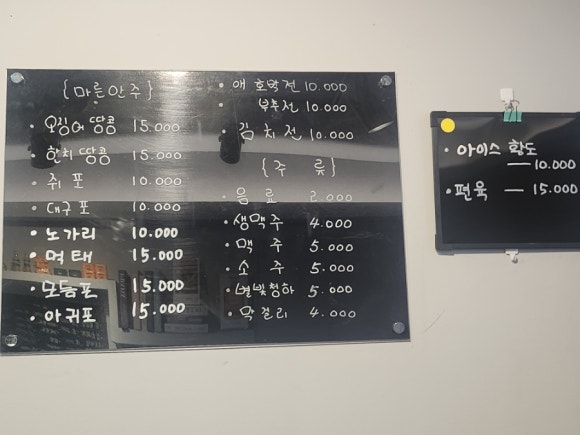 {마른안주}
· 오징어 땅콩 15.000
· 한치 땅콩 15.000
· 쥐포 10.000
· 대구포 10.000
· 노가리 10.000
· 먹태 15.000
· 모듬포 15.000
· 아귀포 15.000
· 애호박전 10.000
부추전 10.000
· 김치전 10.000
{주 류}
· 음료 2.000
· 생맥주 4.000
· 맥주 5.000
· 소주 5.000
· 별빛청하 5.000
· 막걸리 4.000
· 아이스 황도
— 10.000
· 편육 — 15.000